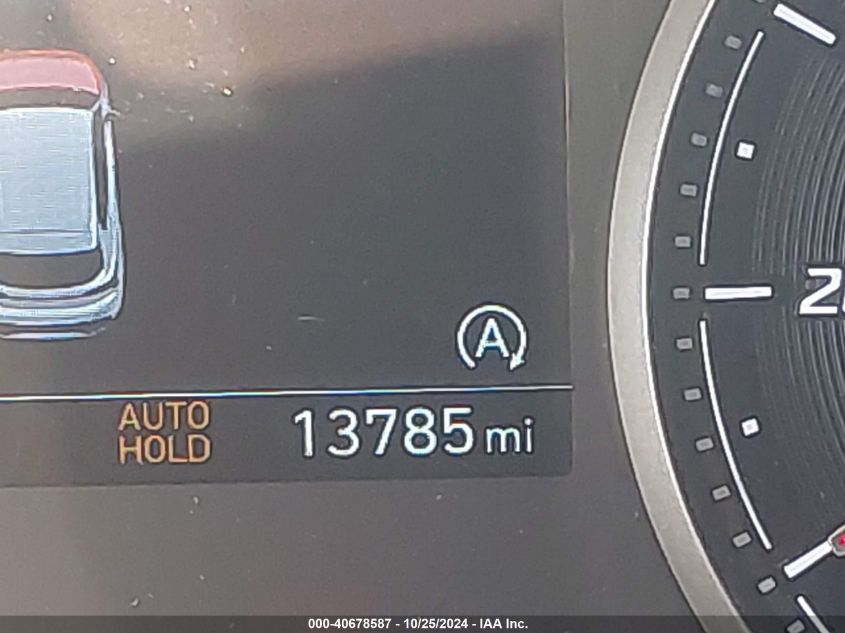 A
AUTO
HOLD
13785 mi
000-40678587 - 10/25/2024 - IAA Inc.